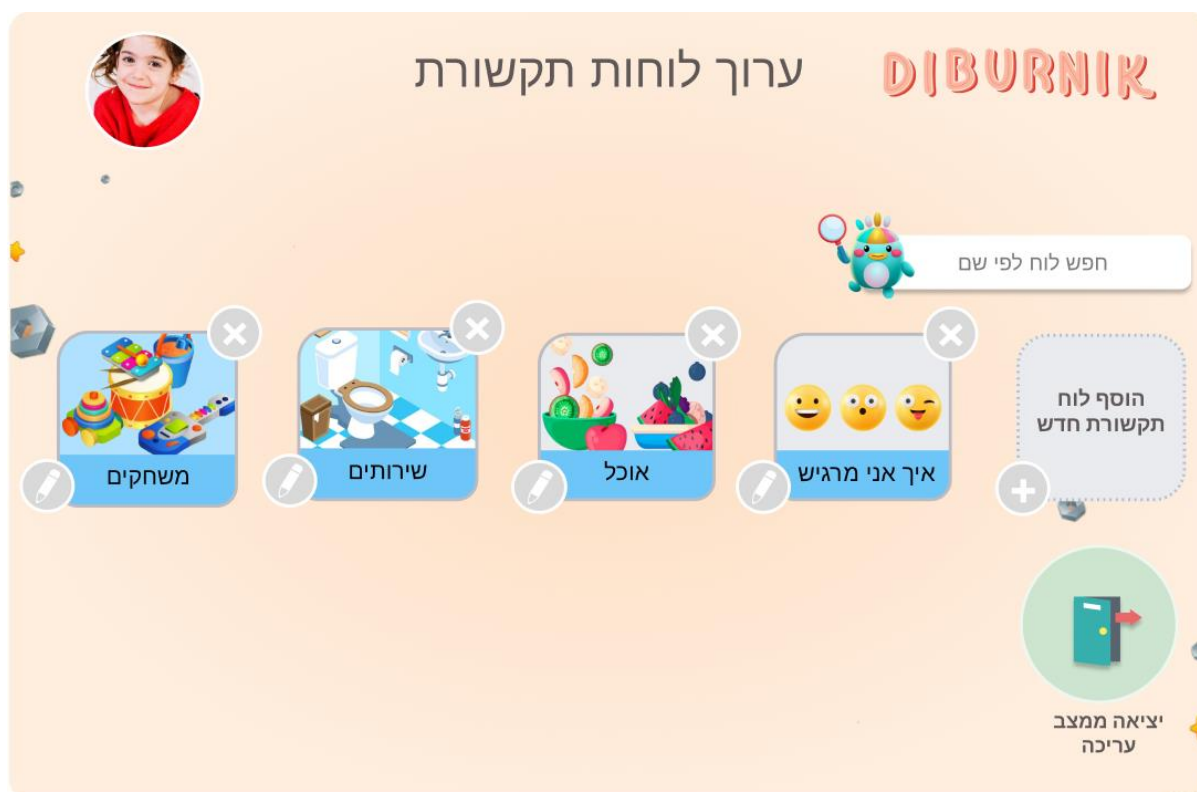 DIBURNIK
ערוך לוחות תקשורת
חפש לוח לפי שם
הוסף לוח
תקשורת חדש
איך אני מרגיש
אוכל
שירותים
משחקים
יציאה ממצב
עריכה